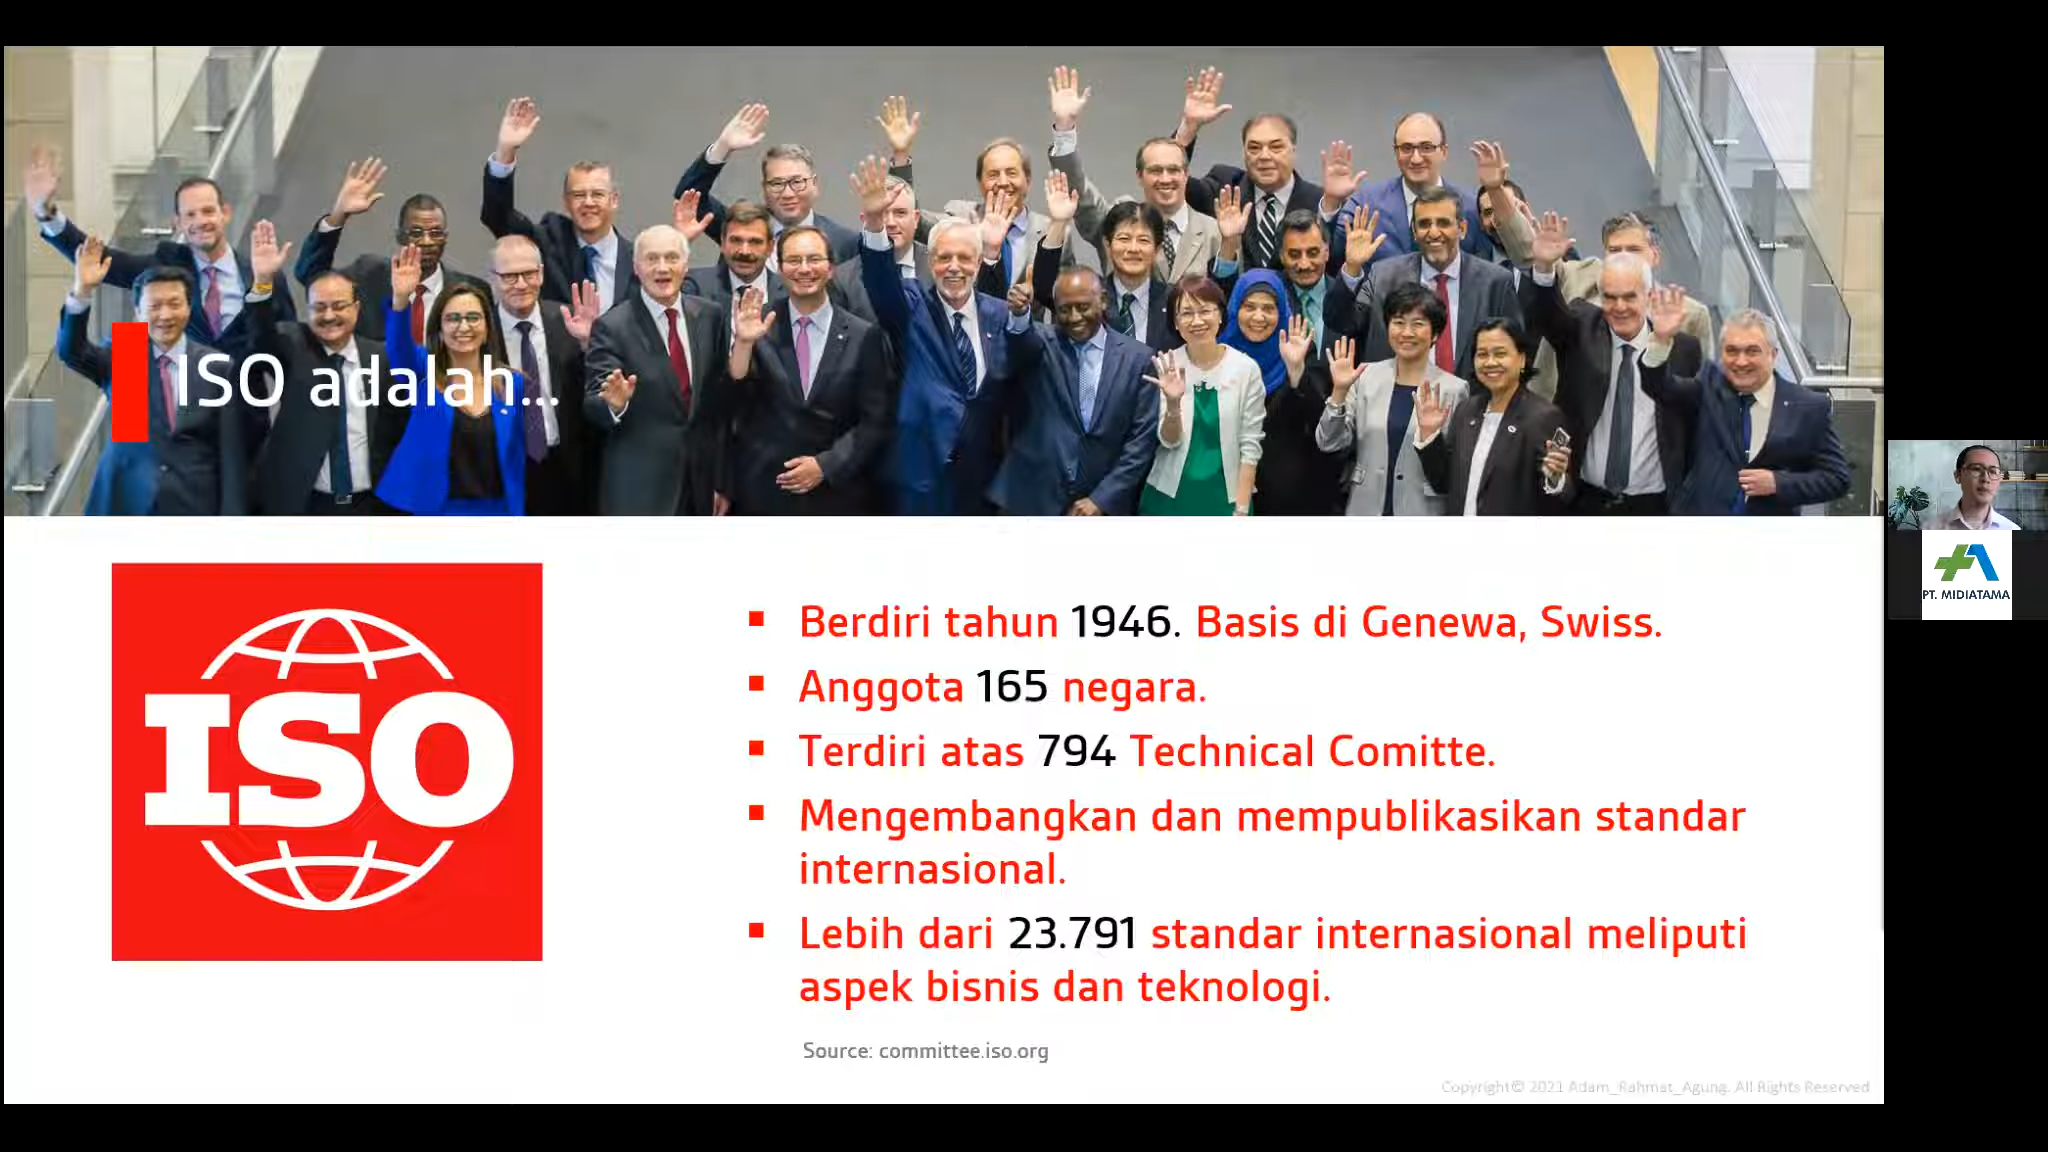 ISO adalah...
ISO
Berdiri tahun 1946. Basis di Genewa, Swiss.
Anggota 165 negara.
Terdiri atas 794 Technical Comitte.
Mengembangkan dan mempublikasikan standar
internasional.
Lebih dari 23.791 standar internasional meliputi
aspek bisnis dan teknologi.
Source: committee.iso.org
Copyright© 2021 Adam_Rahmat_Agung. All Rights Reserved
PT. MIDIATAMA